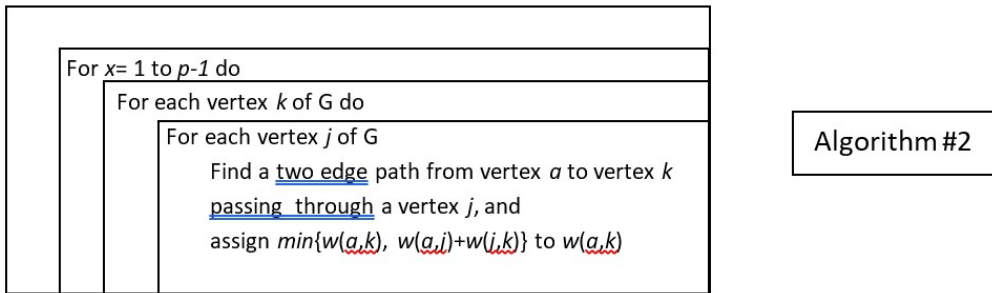 For x= 1 to p-1 do
For each vertex k of G do
For each vertex j of G
Find a two edge path from vertex a to vertex k
passing through a vertex j, and
assign min{w(a,k), w(a,j)+w(j,k)} to w(a,k)
Algorithm #2